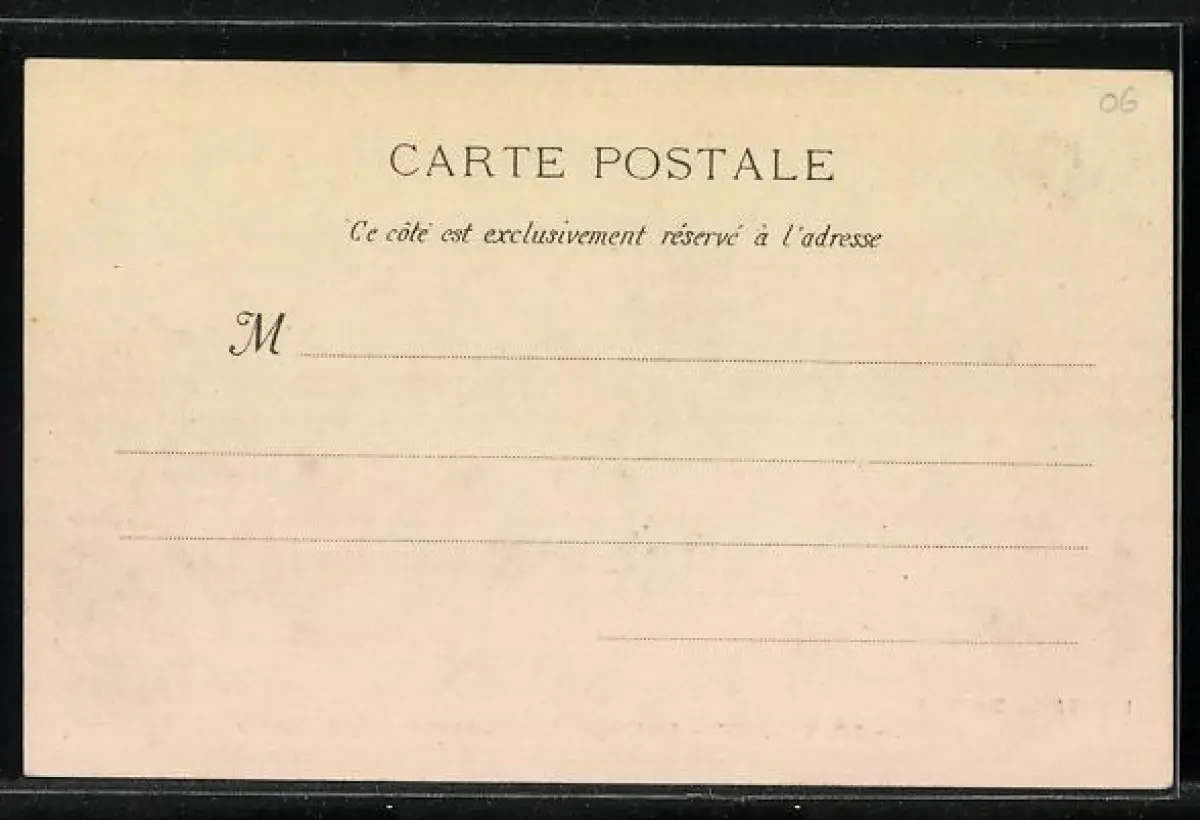 06
CARTE POSTALE
Ce côté est exclusivement réservé à l'adresse
M